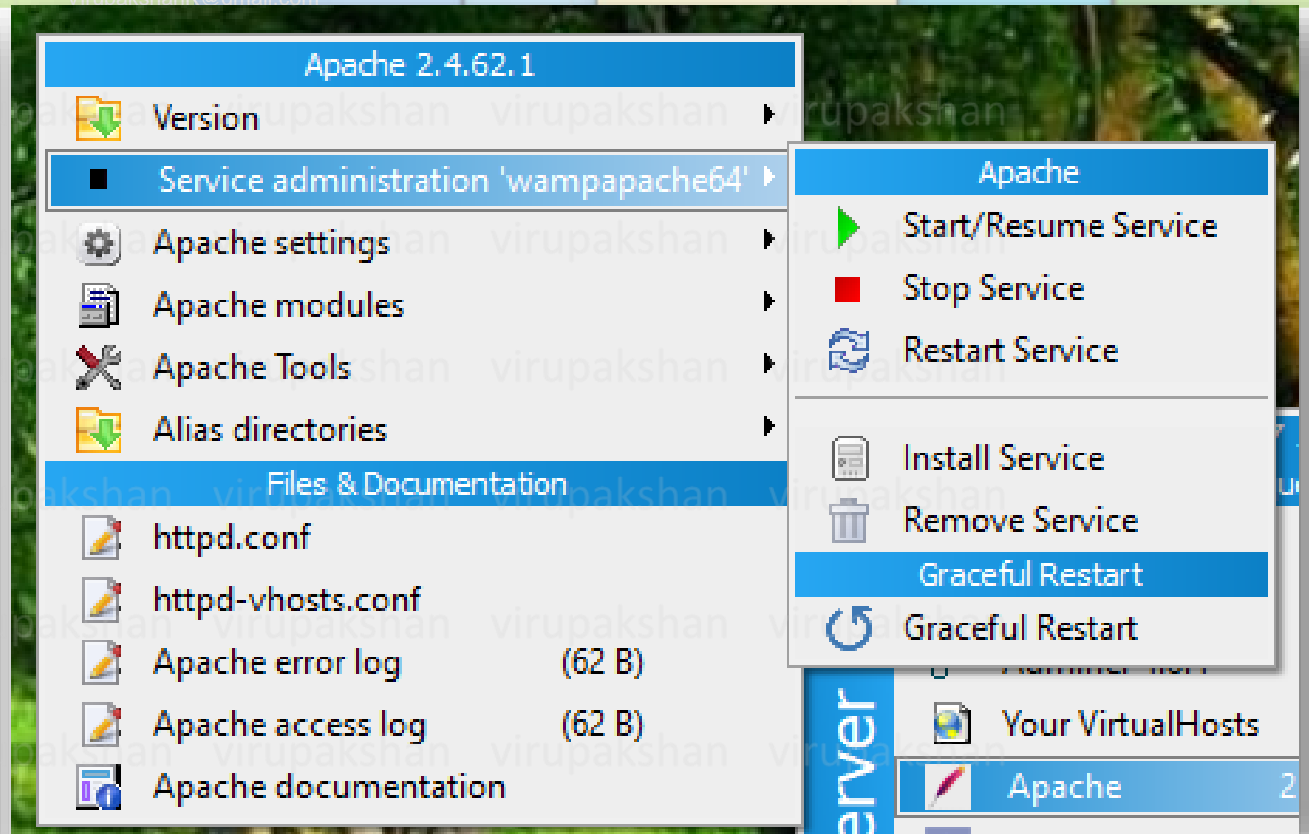 Apache 2.4.62.1
Version
Service administration 'wampapache64'
Apache settings
Apache modules
Apache Tools
Alias directories
Files & Documentation
httpd.conf
httpd-vhosts.conf
Apache error log (62 B)
Apache access log (62 B)
Apache documentation
Apache
Start/Resume Service
Stop Service
Restart Service
Install Service
Remove Service
Graceful Restart
Graceful Restart
Your VirtualHosts
Apache 2
virupakshan